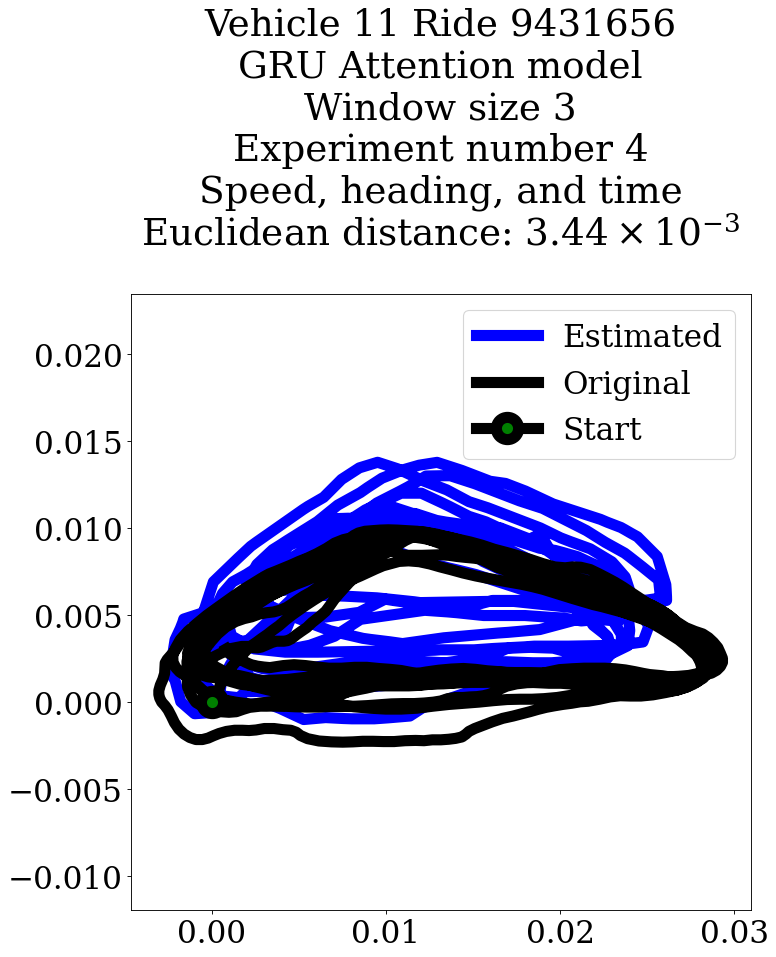 Vehicle 11 Ride 9431656
GRU Attention model
Window size 3
Experiment number 4
Speed, heading, and time
Euclidean distance: 3.44 × 10⁻³
Estimated
Original
Start
0.020
0.015
0.010
0.005
0.000
−0.005
−0.010
0.00 0.01 0.02 0.03